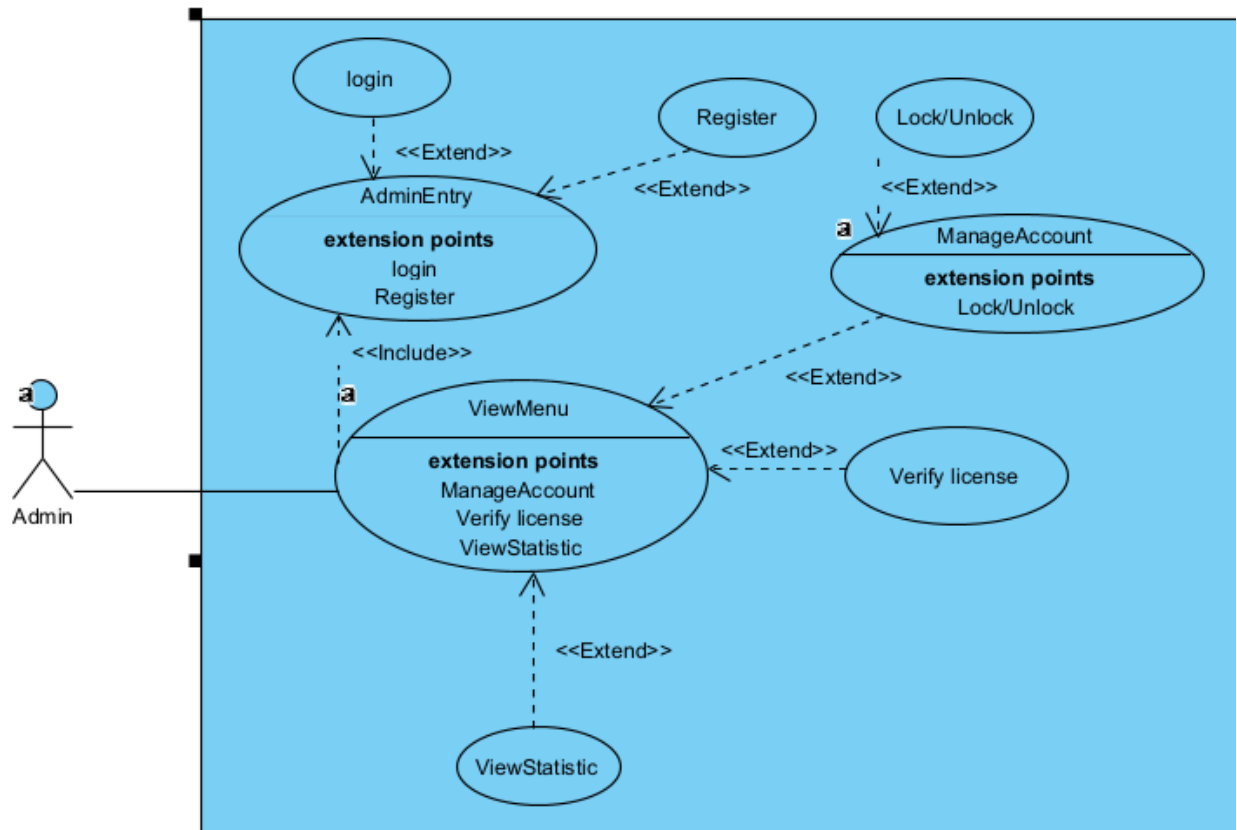 login
Register
Lock/Unlock
<<Extend>>
<<Extend>>
<<Extend>>
AdminEntry
extension points
login
Register
a
ManageAccount
extension points
Lock/Unlock
<<Include>>
<<Extend>>
a
a
ViewMenu
extension points
ManageAccount
Verify license
ViewStatistic
<<Extend>>
Verify license
Admin
<<Extend>>
ViewStatistic